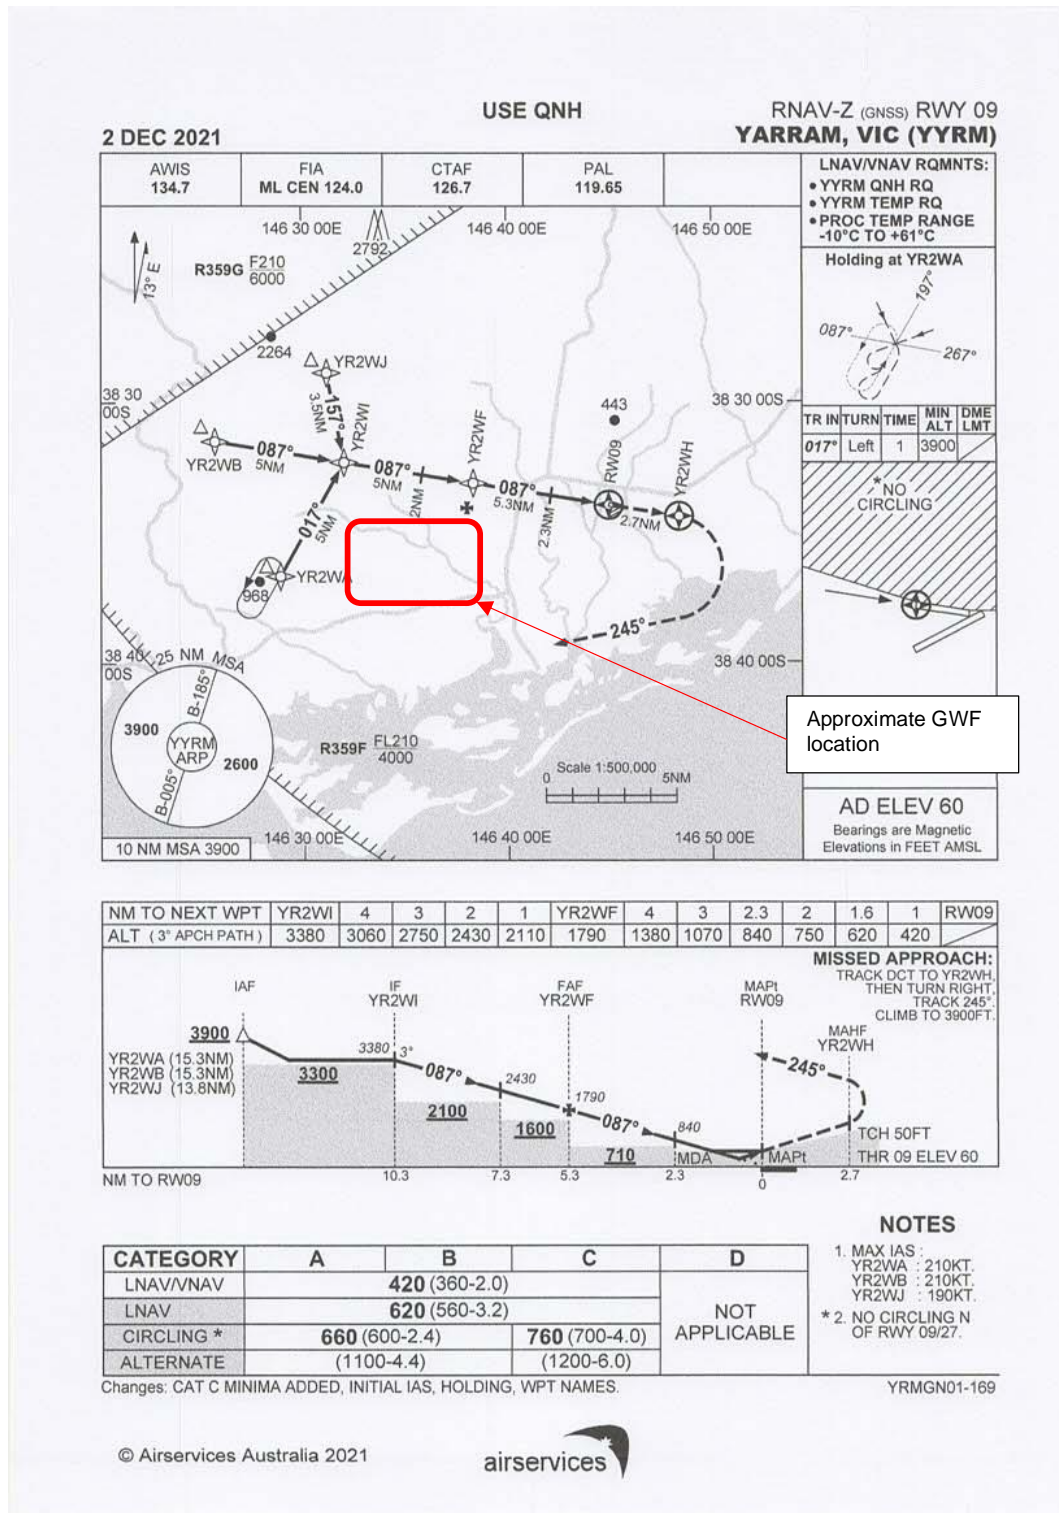 USE QNH
2 DEC 2021
RNAV-Z (GNSS) RWY 09
YARRAM, VIC (YYRM)
AWIS
134.7
FIA
ML CEN 124.0
CTAF
126.7
PAL
119.65
LNAV/VNAV RQMNTS:
• YYRM QNH RQ
• YYRM TEMP RQ
• PROC TEMP RANGE
-10°C TO +61°C
Holding at YR2WA
197°
087°
267°
TR IN TURN TIME MIN ALT DME LMT
017° Left 1 3900
*NO
CIRCLING
146 30 00E
146 40 00E
146 50 00E
2792
13° E
R359G F210
6000
2264
YR2WJ
38 30
00S
38 30 00S
157°
3.5NM
YR2WI
YR2WB
087°
5NM
087°
5NM
2NM
YR2WF
087°
5.3NM
2.3NM
443
RW09
2.7NM
YR2WH
017°
5NM
YR2WA
968
245°
38 40
00S
38 40 00S
25 NM MSA
B-185°
3900
YYRM
ARP
2600
B-005°
10 NM MSA 3900
R359F FL210
4000
Scale 1:500,000
0 5NM
146 30 00E
146 40 00E
146 50 00E
Approximate GWF
location
AD ELEV 60
Bearings are Magnetic
Elevations in FEET AMSL
NM TO NEXT WPT YR2WI 4 3 2 1 YR2WF 4 3 2.3 2 1.6 1 RW09
ALT (3° APCH PATH) 3380 3060 2750 2430 2110 1790 1380 1070 840 750 620 420
MISSED APPROACH:
TRACK DCT TO YR2WH,
THEN TURN RIGHT,
TRACK 245°.
CLIMB TO 3900FT.
IAF
IF
YR2WI
FAF
YR2WF
MAPt
RW09
MAHF
YR2WH
3900
YR2WA (15.3NM)
YR2WB (15.3NM)
YR2WJ (13.8NM)
3380
3°
3300
087°
2430
2100
1790
1600
087°
840
710
MDA
MAPt
245°
TCH 50FT
THR 09 ELEV 60
NM TO RW09
10.3
7.3
5.3
2.3
0
2.7
CATEGORY A B C D
LNAV/VNAV 420 (360-2.0)
LNAV 620 (560-3.2)
CIRCLING * 660 (600-2.4) 760 (700-4.0)
ALTERNATE (1100-4.4) (1200-6.0)
NOT
APPLICABLE
NOTES
1. MAX IAS :
YR2WA : 210KT.
YR2WB : 210KT.
YR2WJ : 190KT.
* 2. NO CIRCLING N
OF RWY 09/27.
Changes: CAT C MINIMA ADDED, INITIAL IAS, HOLDING, WPT NAMES.
YRMGN01-169
© Airservices Australia 2021
airservices